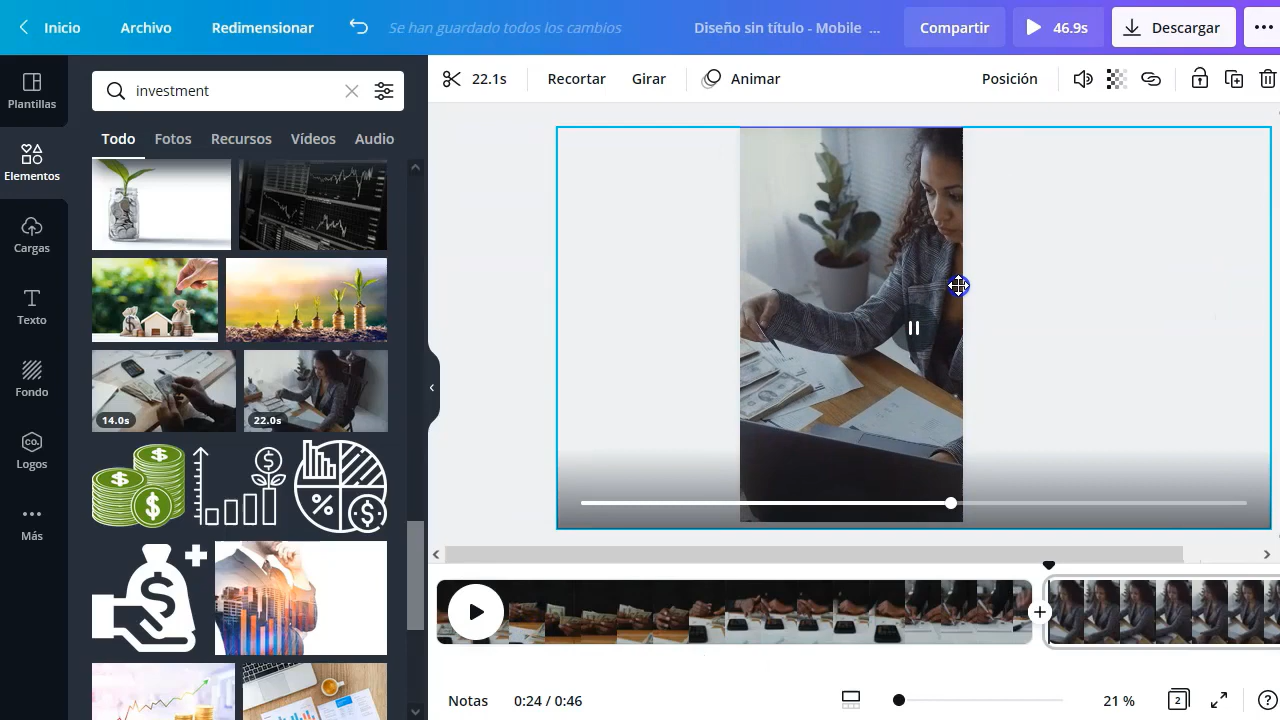 Inicio
Archivo
Redimensionar
Se han guardado todos los cambios
Diseño sin título - Mobile ...
Compartir
46.9s
Descargar
Plantillas
Elementos
Cargas
Texto
Fondo
CO.
Logos
Más
investment
Todo
Fotos
Recursos
Vídeos
Audio
14.0s
22.0s
22.1s
Recortar
Girar
Animar
Posición
Notas
0:24 / 0:46
21 %
2